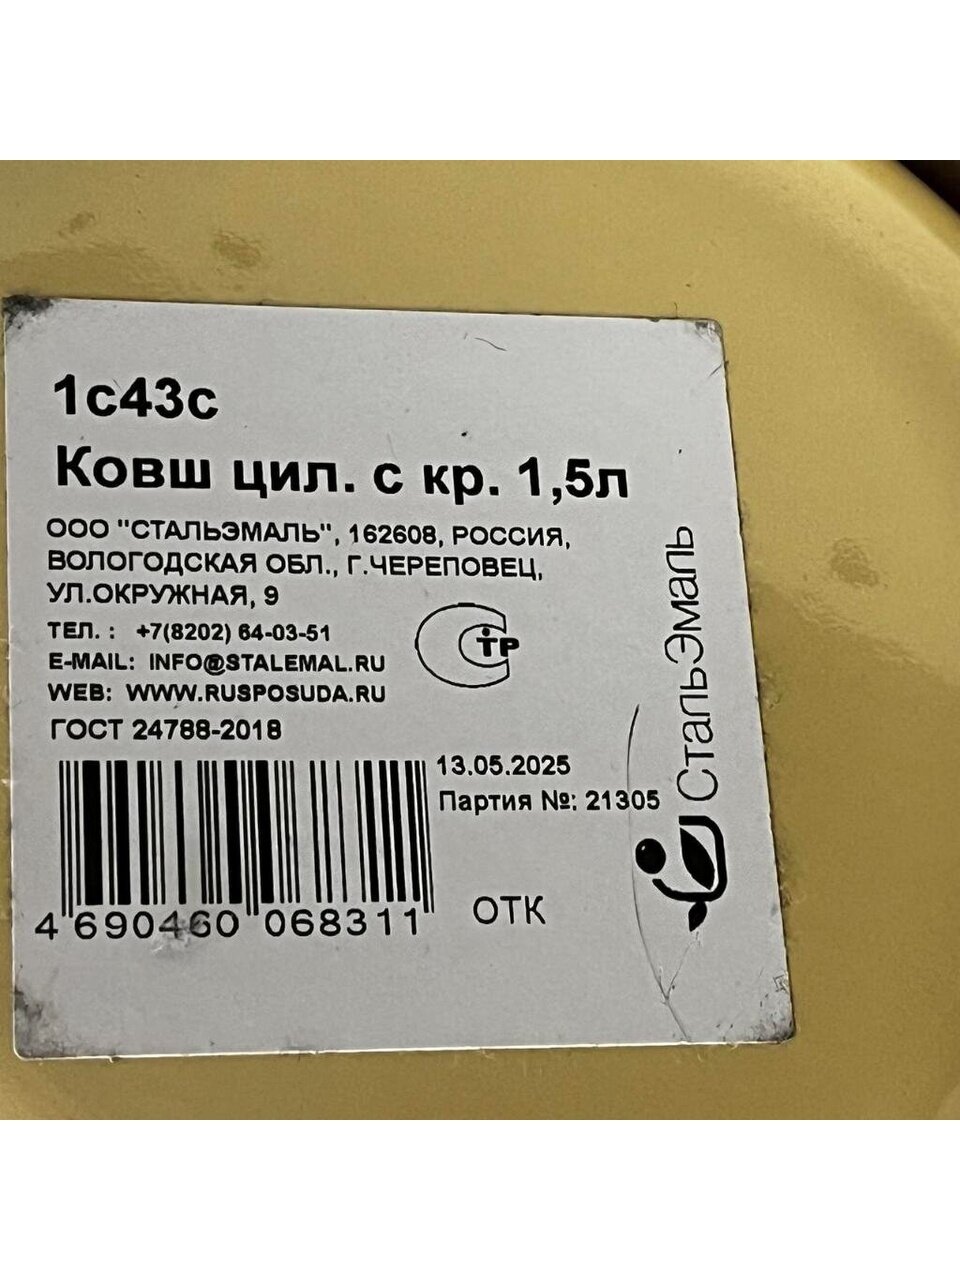 1с43с
Ковш цил. с кр. 1,5л
ООО "СТАЛЬЭМАЛЬ", 162608, РОССИЯ,
ВОЛОГОДСКАЯ ОБЛ., Г.ЧЕРЕПОВЕЦ,
УЛ.ОКРУЖНАЯ, 9
ТЕЛ. : +7(8202) 64-03-51
E-MAIL: INFO@STALEMAL.RU
WEB: WWW.RUSPOSUDA.RU
ГОСТ 24788-2018
СТР
13.05.2025
Партия №: 21305
4 690460 068311
ОТК
СтальЭмаль